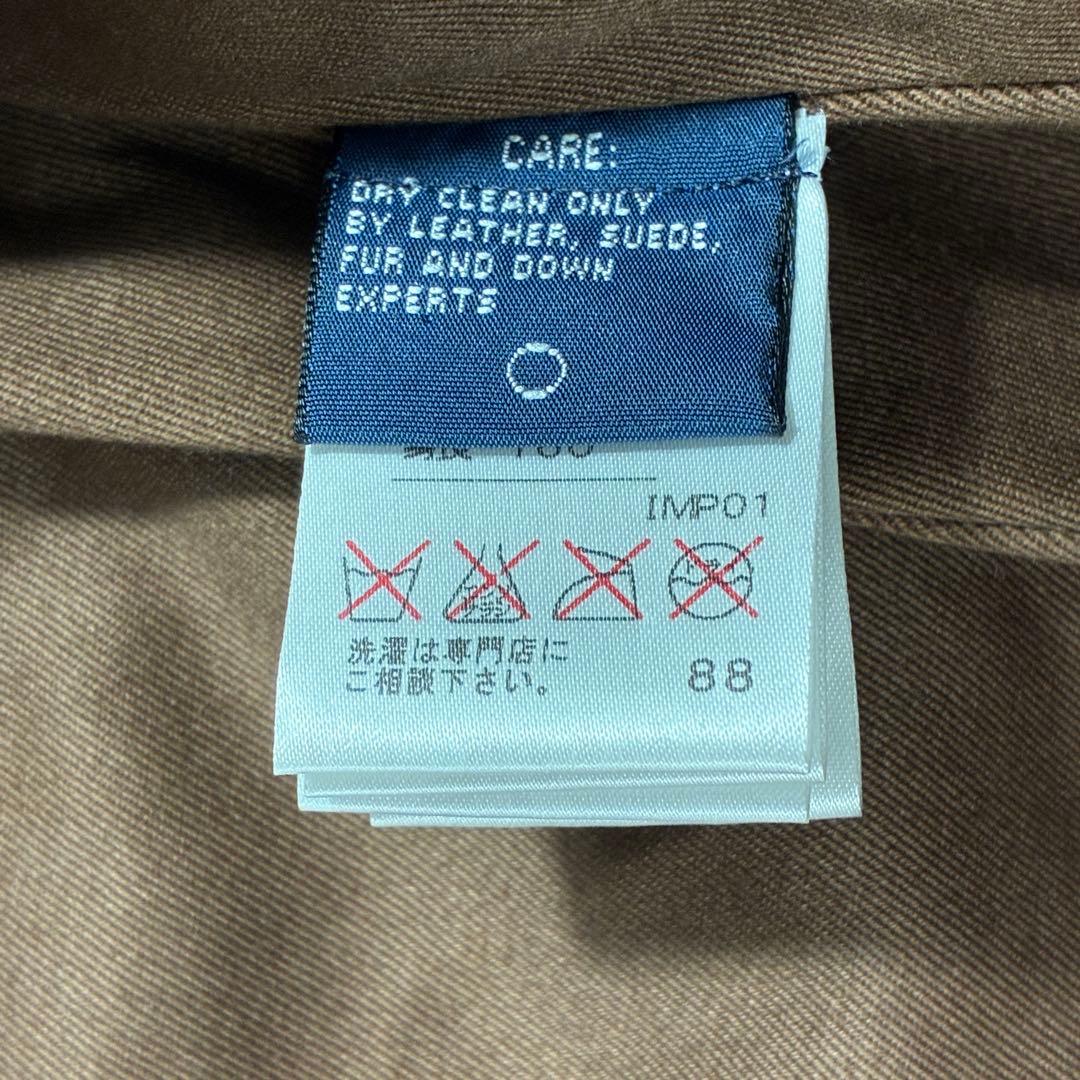 CARE:
DRY CLEAN ONLY
BY LEATHER, SUEDE,
FUR AND DOWN
EXPERTS
IMP01
洗濯は専門店に
ご相談下さい。
88